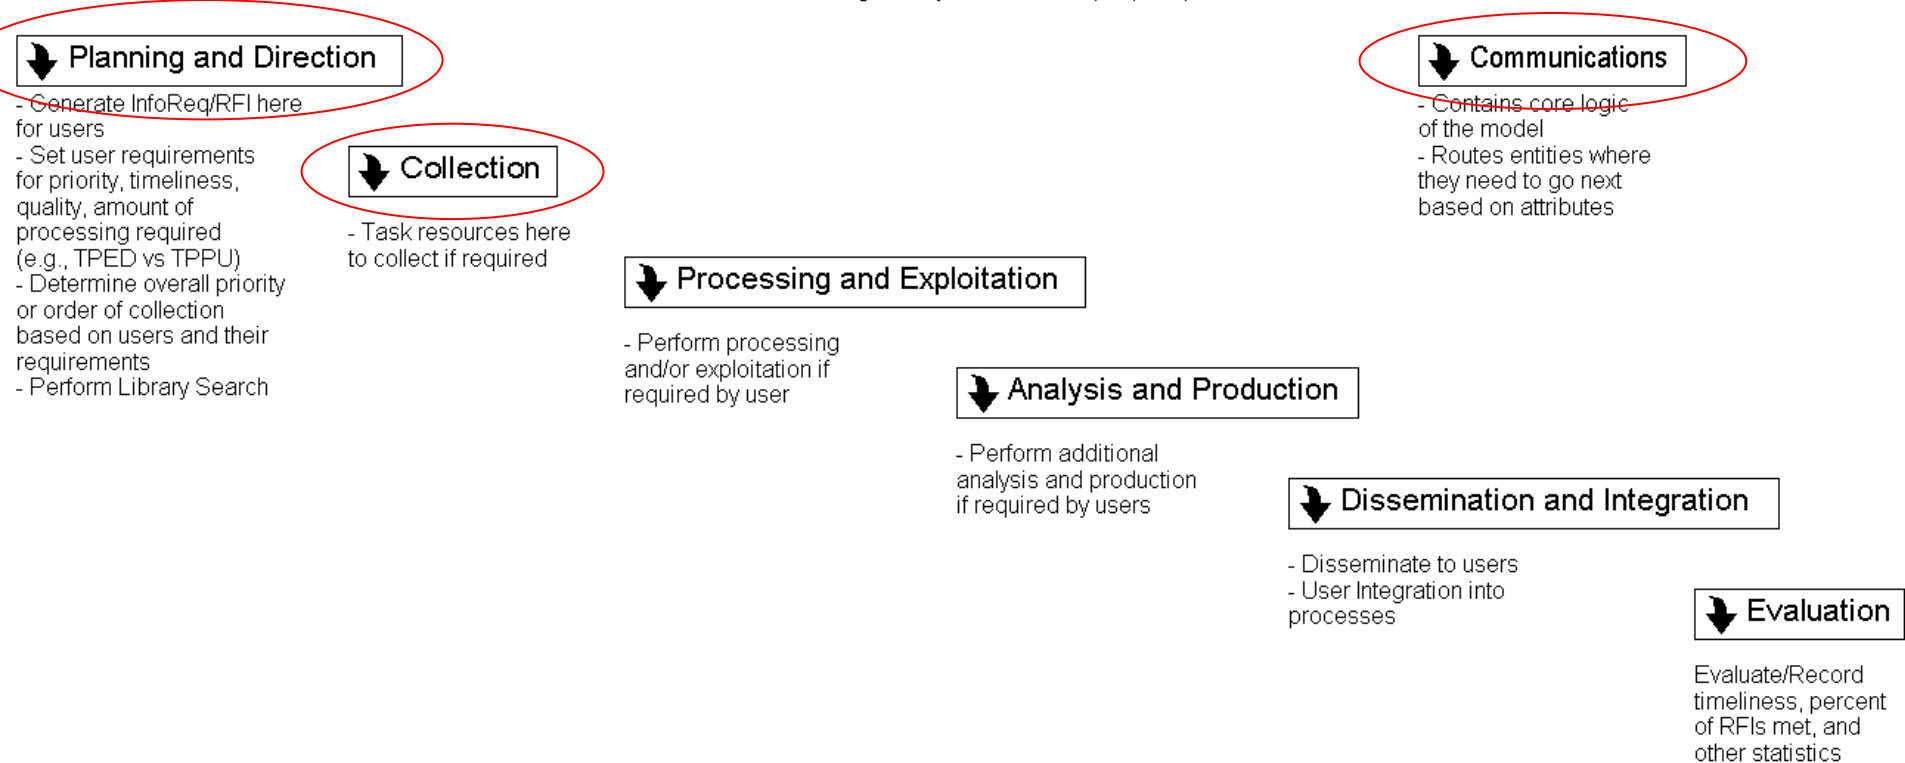 Planning and Direction
- Generate InfoReq/RFI here
for users
- Set user requirements
for priority, timeliness,
quality, amount of
processing required
(e.g., TPED vs TPPU)
- Determine overall priority
or order of collection
based on users and their
requirements
- Perform Library Search
Collection
- Task resources here
to collect if required
Processing and Exploitation
- Perform processing
and/or exploitation if
required by user
Analysis and Production
- Perform additional
analysis and production
if required by users
Communications
- Contains core logic
of the model
- Routes entities where
they need to go next
based on attributes
Dissemination and Integration
- Disseminate to users
- User Integration into
processes
Evaluation
Evaluate/Record
timeliness, percent
of RFIs met, and
other statistics